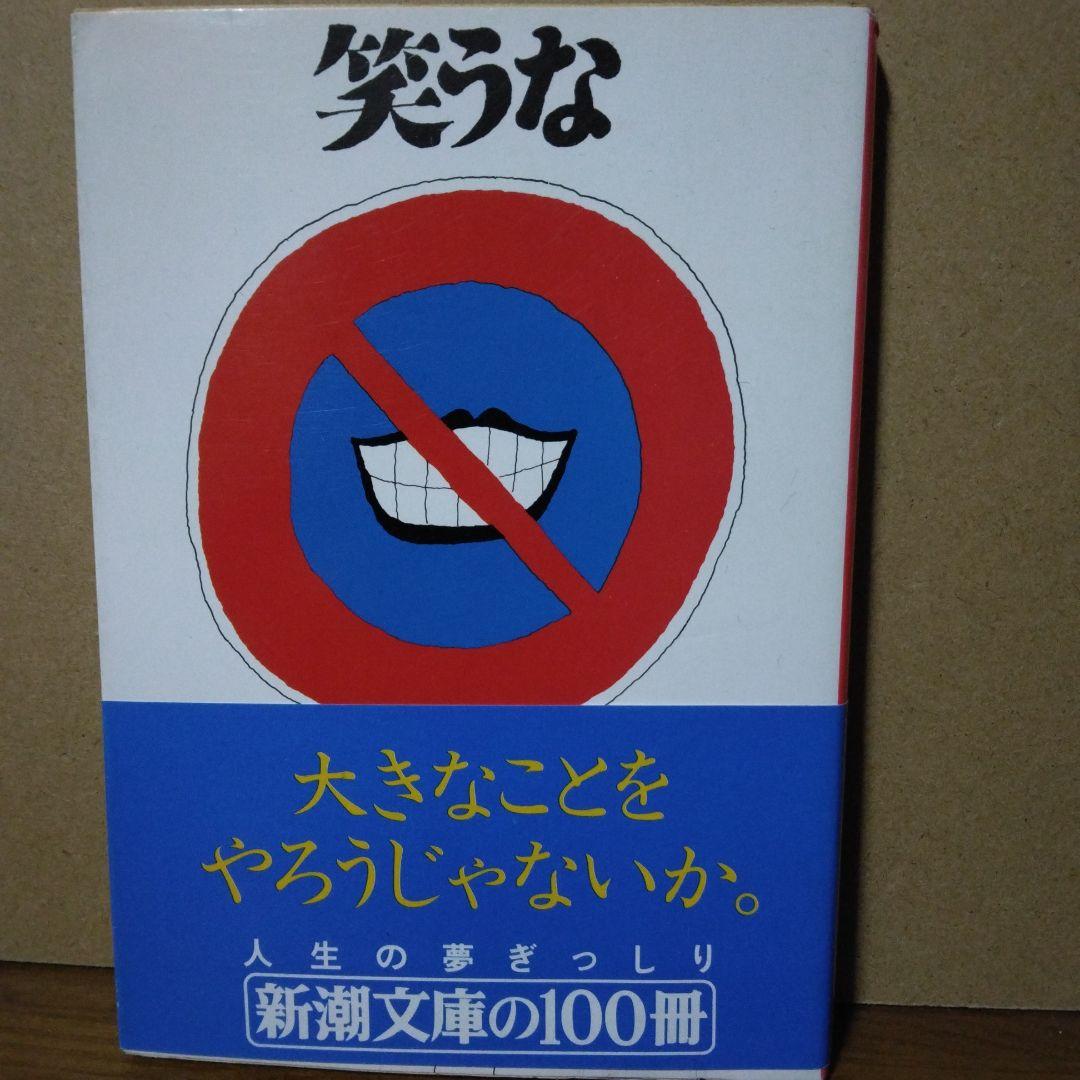 笑うな
大きなことを
やろうじゃないか。
人生の夢ぎっしり
新潮文庫の100冊